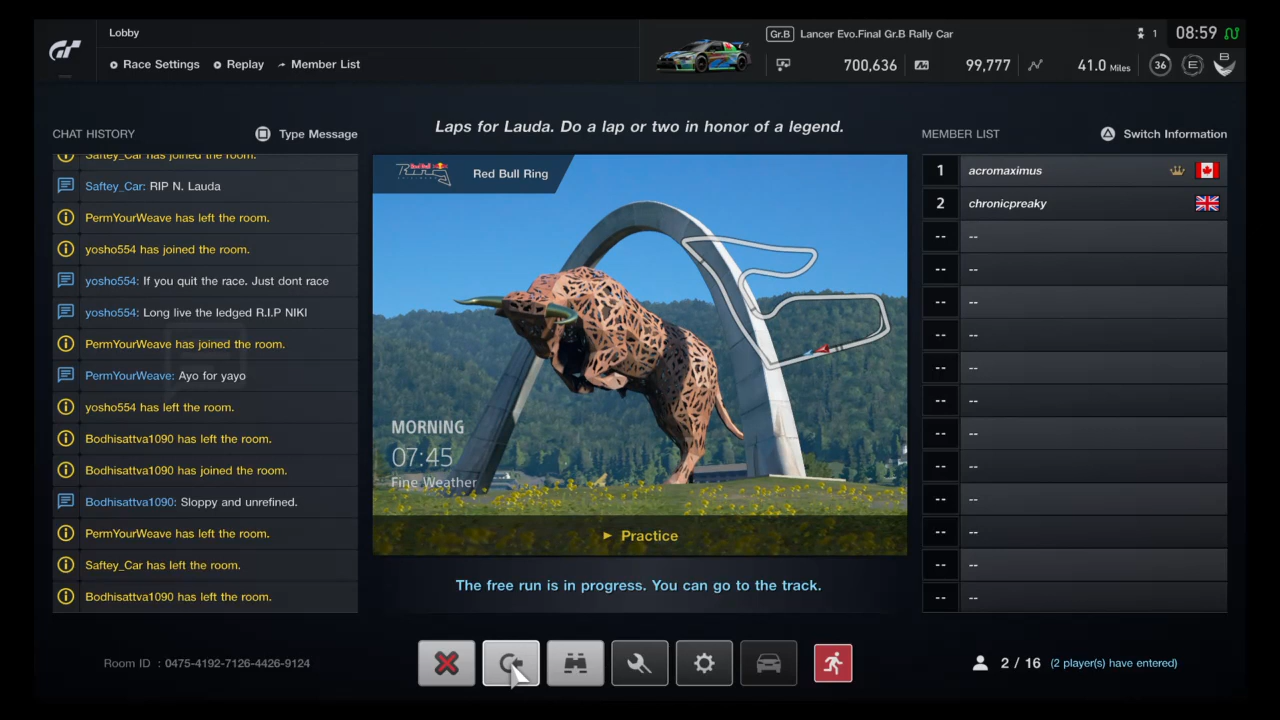 Lobby
Race Settings
Replay
Member List
Gr.B Lancer Evo.Final Gr.B Rally Car
1
08:59
700,636
99,777
41.0 Miles
36
E
B
CHAT HISTORY
Type Message
Saftey_Car has joined the room.
Saftey_Car: RIP N. Lauda
PermYourWeave has left the room.
yosho554 has joined the room.
yosho554: If you quit the race. Just dont race
yosho554: Long live the ledged R.I.P NIKI
PermYourWeave has joined the room.
PermYourWeave: Ayo for yayo
yosho554 has left the room.
Bodhisattva1090 has left the room.
Bodhisattva1090 has joined the room.
Bodhisattva1090: Sloppy and unrefined.
PermYourWeave has left the room.
Saftey_Car has left the room.
Bodhisattva1090 has left the room.
Room ID : 0475-4192-7126-4426-9124
Laps for Lauda. Do a lap or two in honor of a legend.
Red Bull Ring
MORNING
07:45
Fine Weather
Practice
The free run is in progress. You can go to the track.
MEMBER LIST
Switch Information
1 acromaximus
2 chronicpreaky
-- --
-- --
-- --
-- --
-- --
-- --
-- --
-- --
-- --
-- --
-- --
-- --
2 / 16 (2 player(s) have entered)